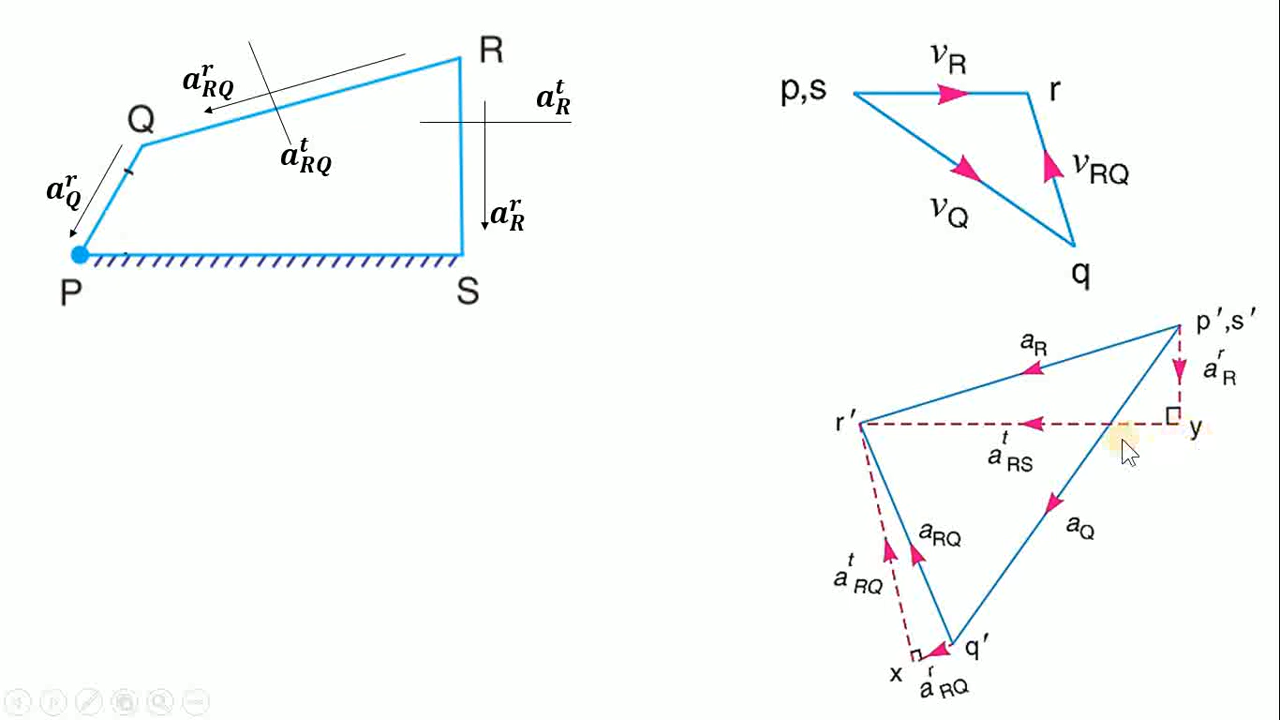 R
a^r_RQ
a^t_R
Q
a^t_RQ
a^r_Q
a^r_R
P
S
v_R
p,s
r
v_RQ
v_Q
q
p′,s′
a_R
a^r_R
r′
y
a^t_RS
a_Q
a_RQ
a^t_RQ
q′
x
a^r_RQ